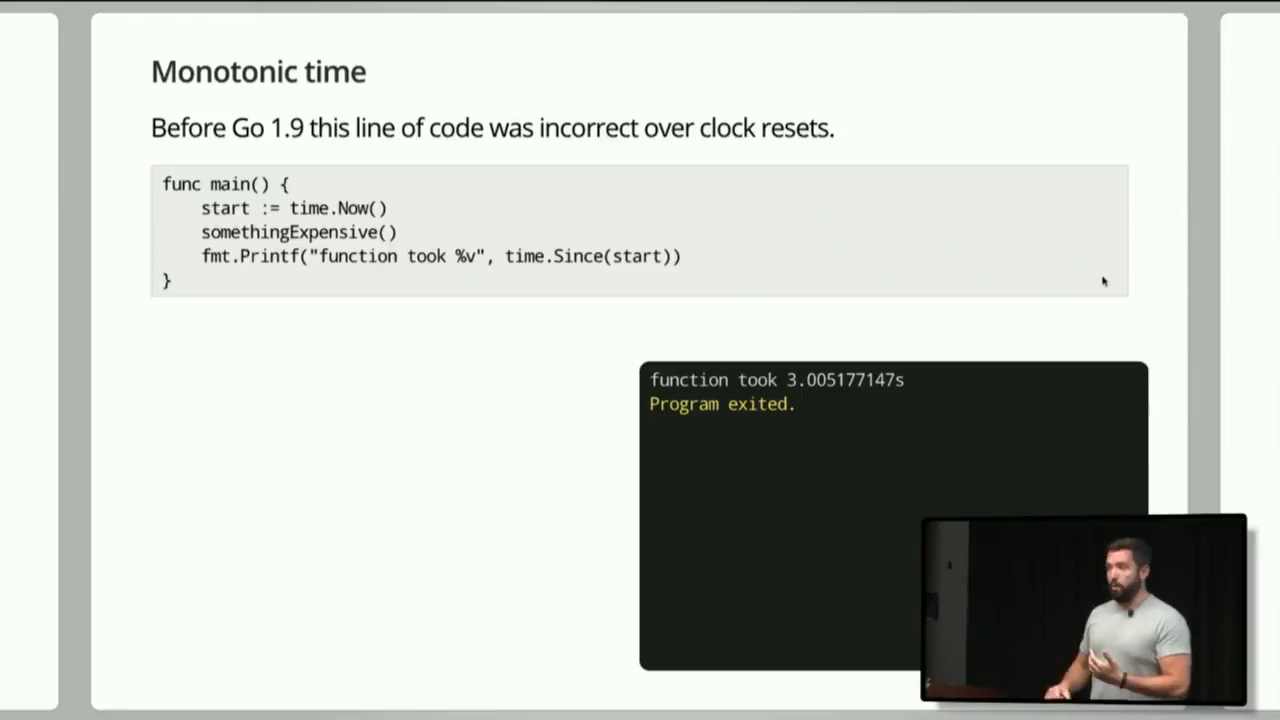 Monotonic time
Before Go 1.9 this line of code was incorrect over clock resets.
func main() {
    start := time.Now()
    somethingExpensive()
    fmt.Printf("function took %v", time.Since(start))
}
function took 3.005177147s
Program exited.